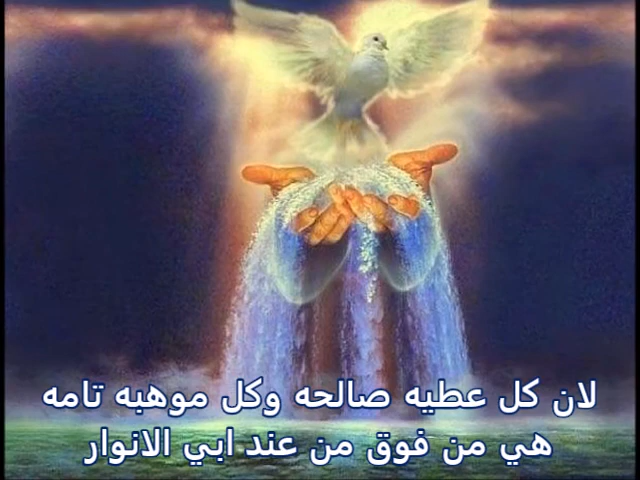 لان كل عطيه صالحه وكل موهبه تامه
هي من فوق من عند ابي الانوار